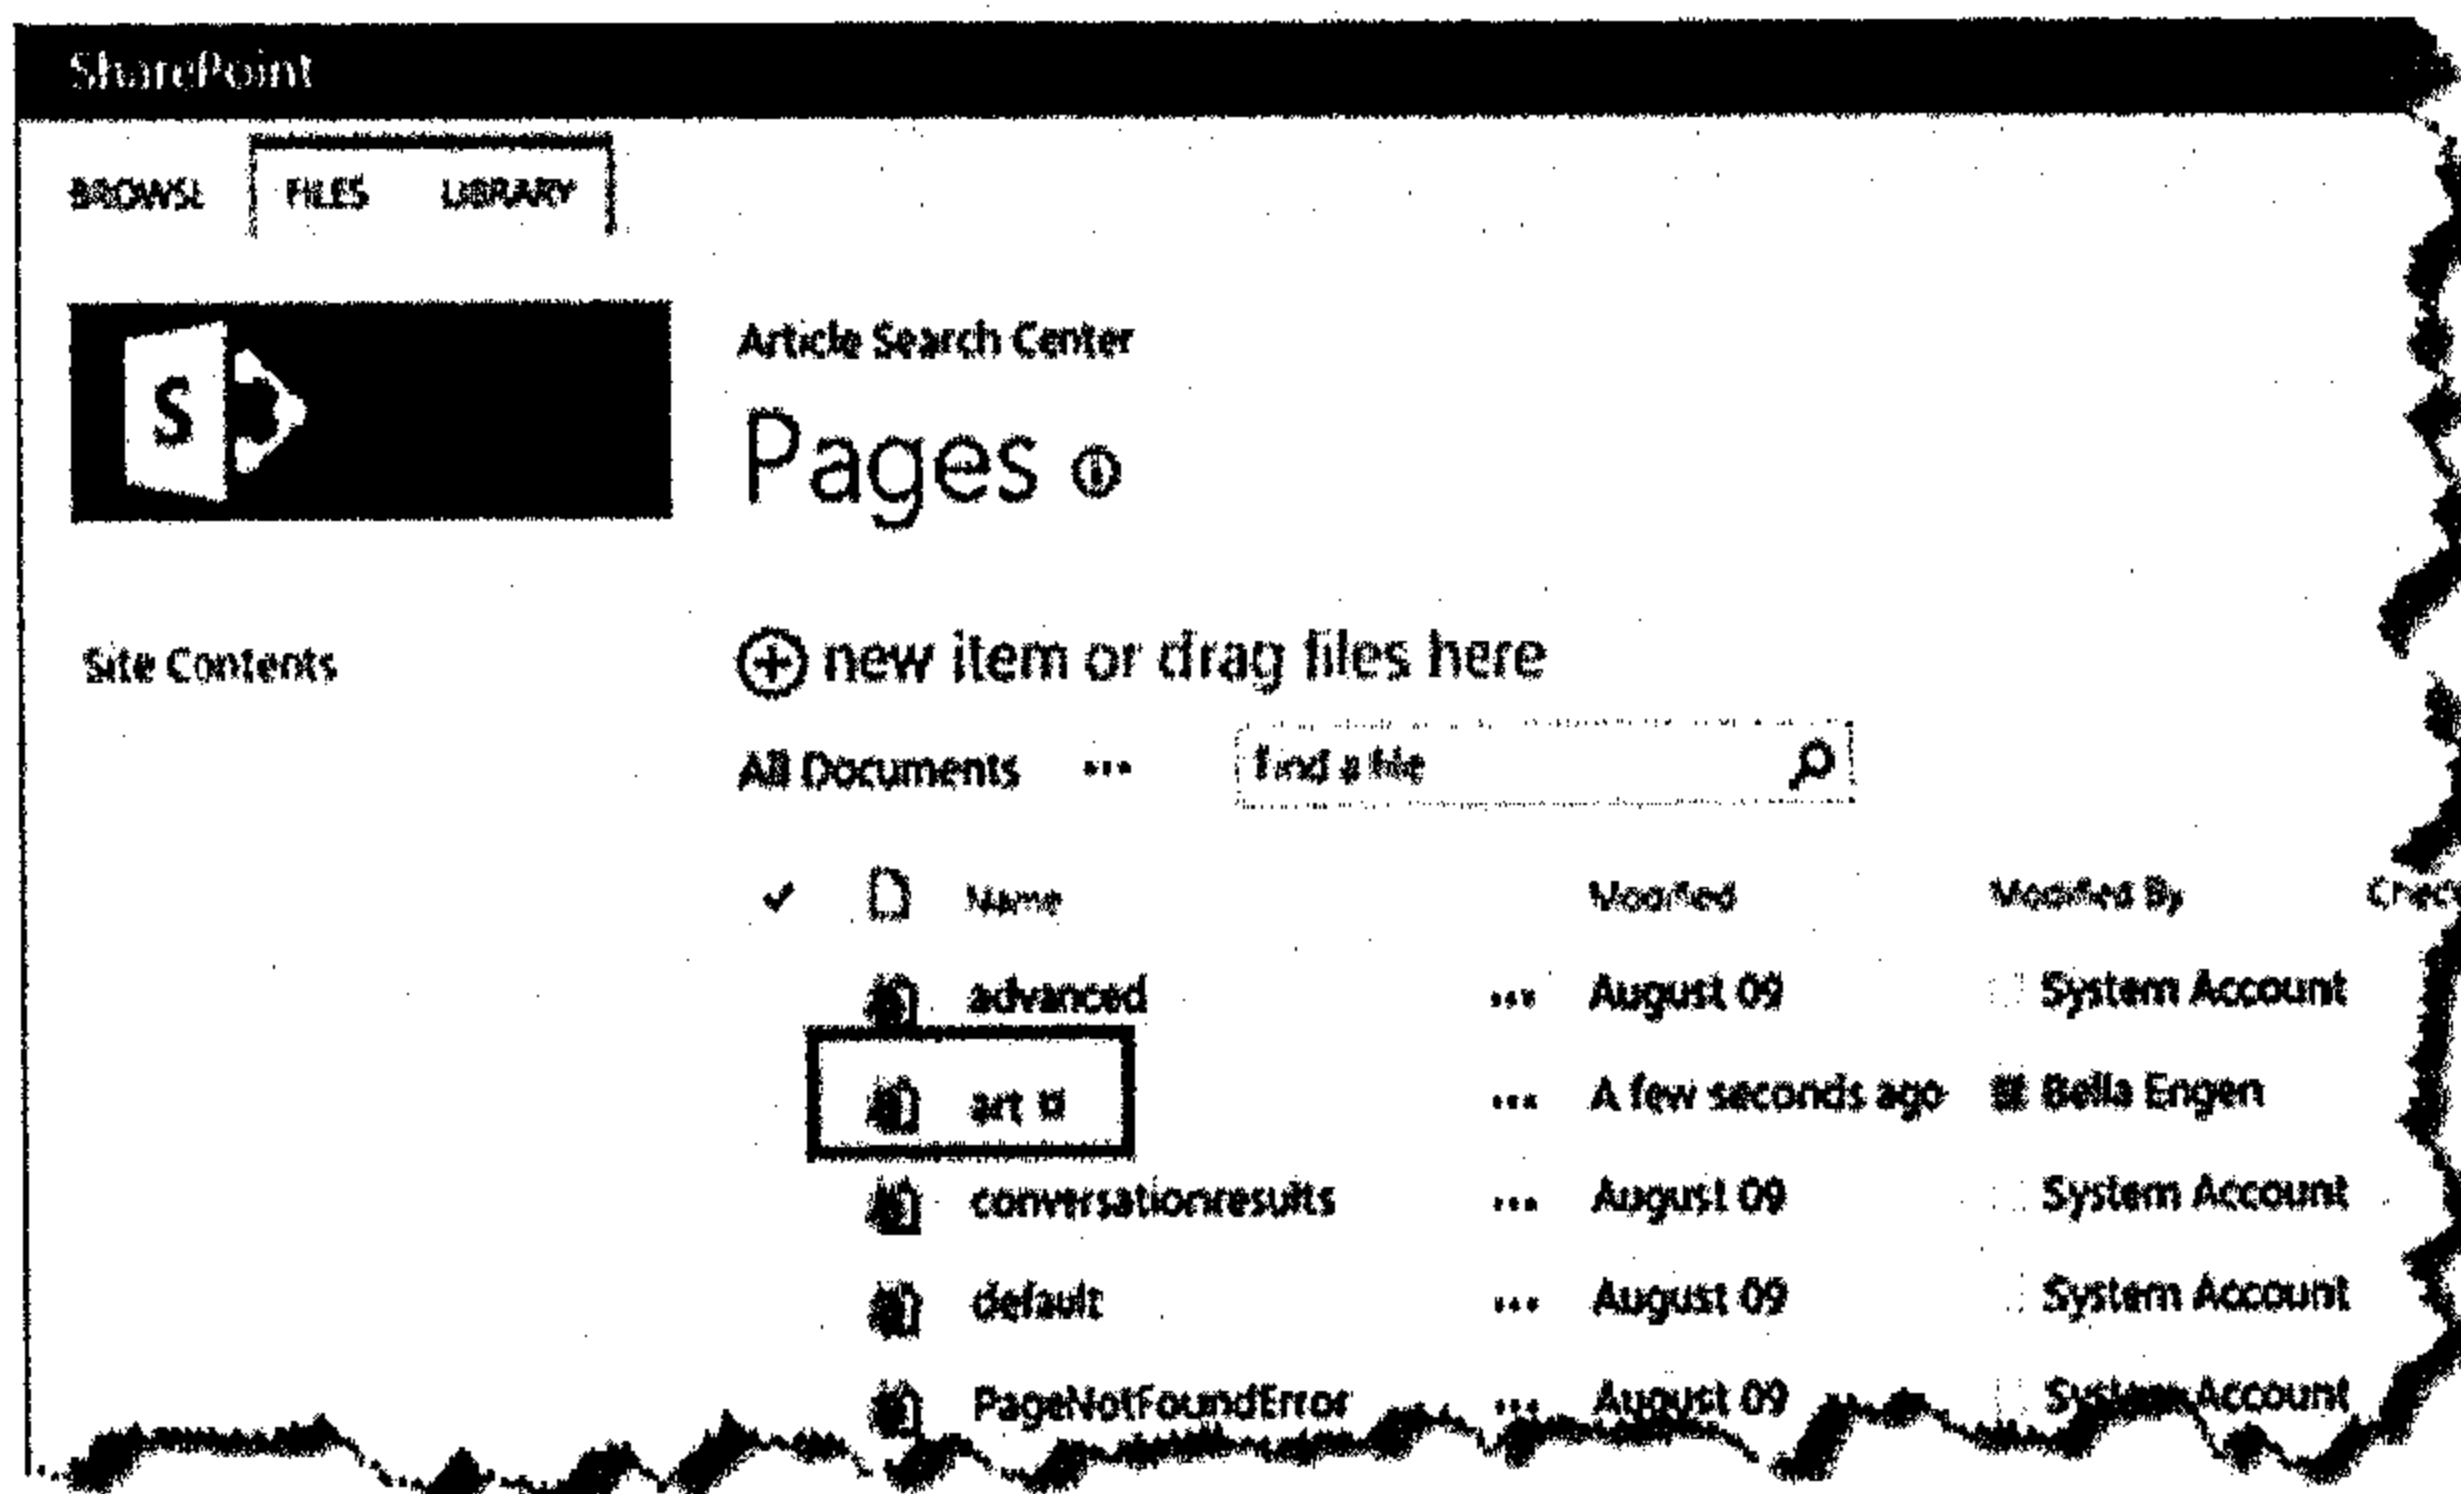 SharePoint
BROWSE FILES LIBRARY
S
Article Search Center
Pages
Site Contents
new item or drag files here
All Documents ... Find a file
Name Modified Modified By Check
advanced ... August 09 System Account
art ... A few seconds ago Bella Engen
conversationresults ... August 09 System Account
default ... August 09 System Account
PageNotFoundError ... August 09 System Account